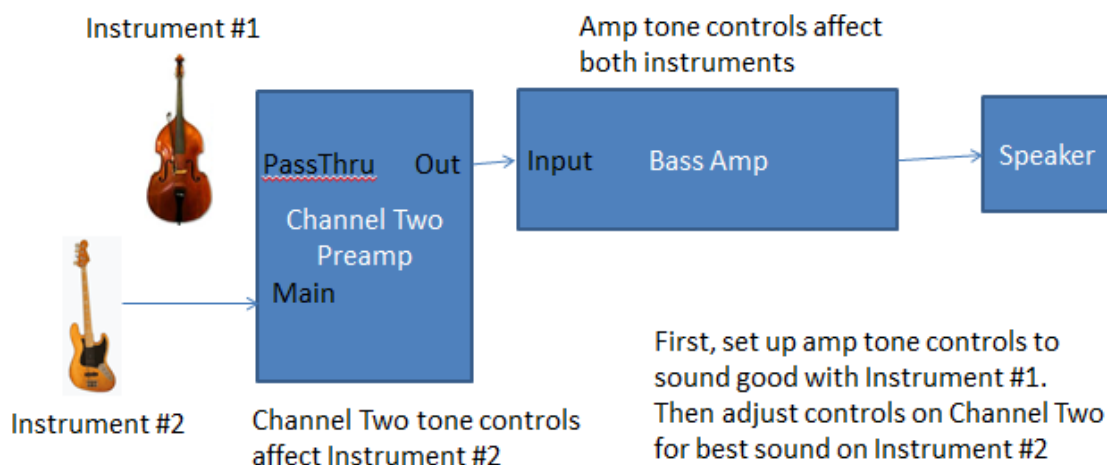 Instrument #1
Amp tone controls affect
both instruments
PassThru Out
Input
Bass Amp
Speaker
Channel Two
Preamp
Main
Instrument #2
Channel Two tone controls
affect Instrument #2
First, set up amp tone controls to
sound good with Instrument #1.
Then adjust controls on Channel Two
for best sound on Instrument #2